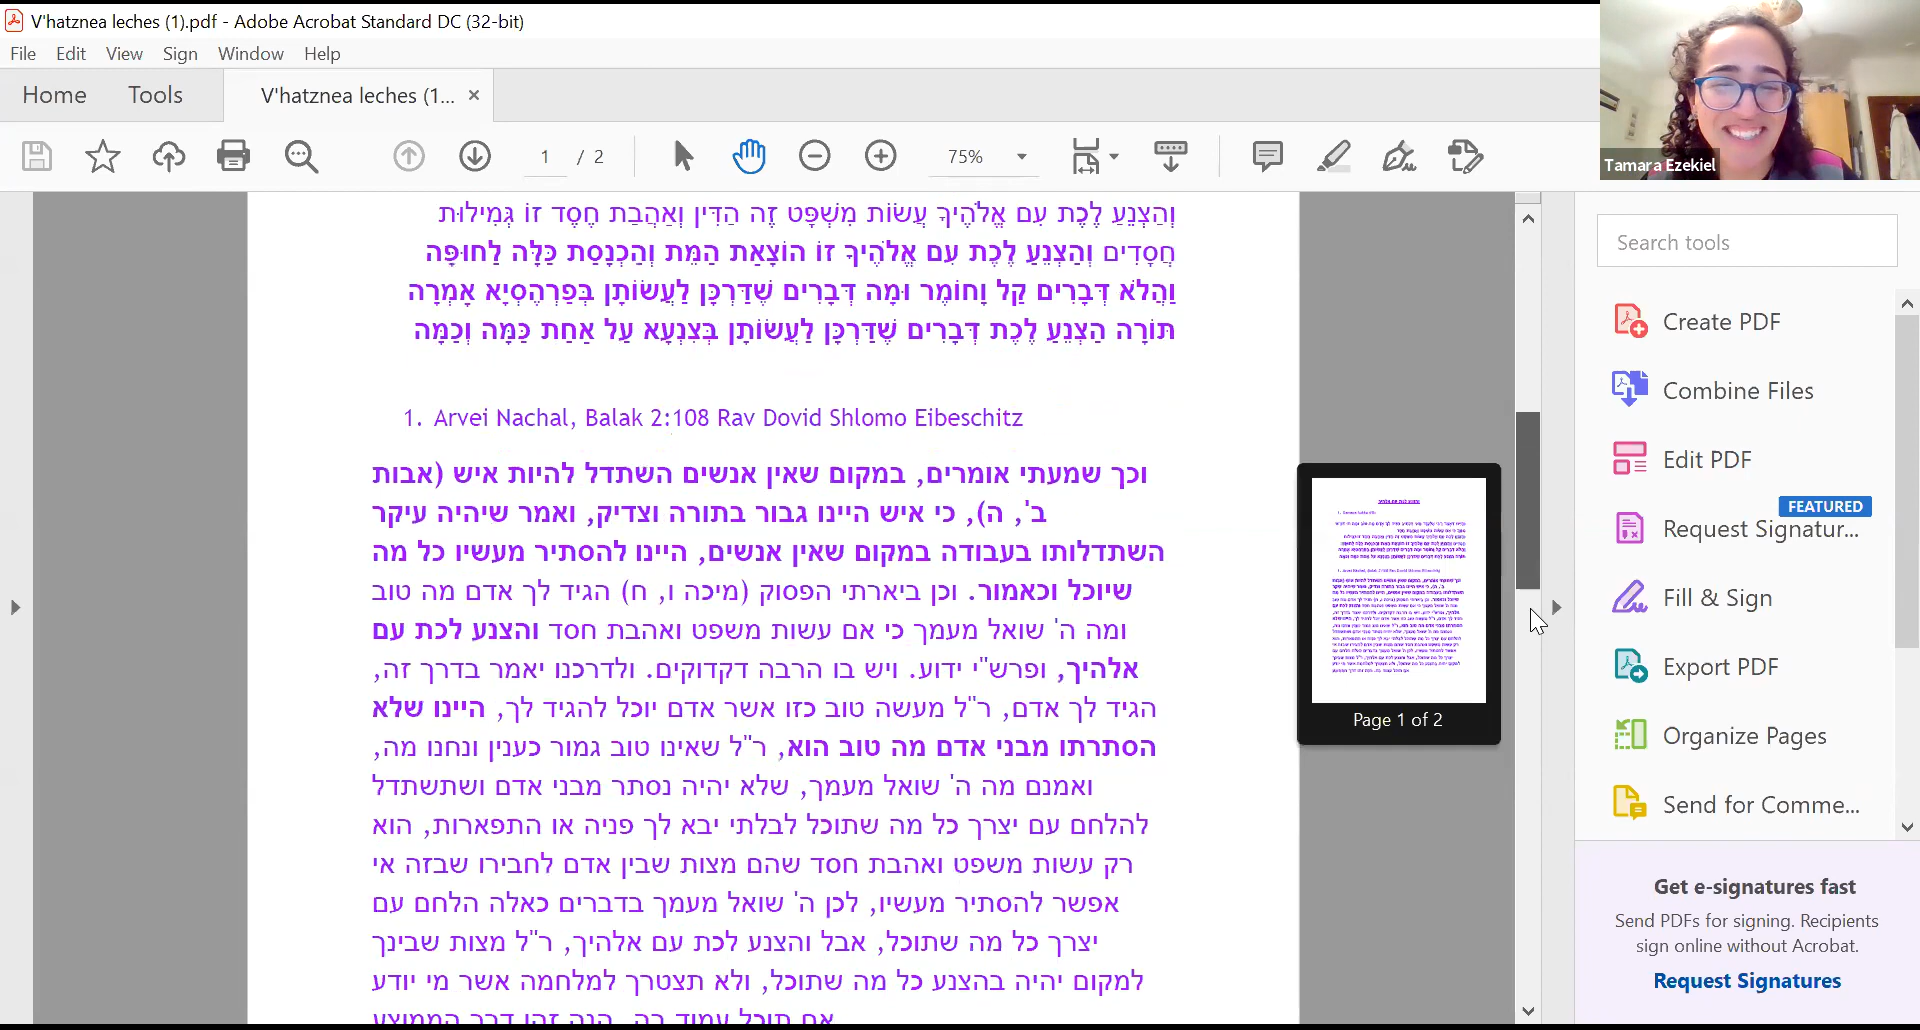 V'hatznea leches (1).pdf - Adobe Acrobat Standard DC (32-bit)
File Edit View Sign Window Help
Home Tools V'hatznea leches (1... ×
1 / 2 75%
Tamara Ezekiel
וְהַצְנֵעַ לֶכֶת עִם אֱלֹהֶיךָ עֲשׂוֹת מִשְׁפָּט זֶה הַדִּין וְאַהֲבַת חֶסֶד זוֹ גְּמִילוּת
חֲסָדִים וְהַצְנֵעַ לֶכֶת עִם אֱלֹהֶיךָ זוֹ הוֹצָאַת הַמֵּת וְהַכְנָסַת כַּלָּה לַחוּפָּה
וַהֲלֹא דְּבָרִים קַל וָחוֹמֶר וּמָה דְּבָרִים שֶׁדַּרְכָּן לַעֲשׂוֹתָן בְּפַרְהֶסְיָא אָמְרָה
תּוֹרָה הַצְנֵעַ לֶכֶת דְּבָרִים שֶׁדַּרְכָּן לַעֲשׂוֹתָן בְּצִנְעָא עַל אַחַת כַּמָּה וְכַמָּה
1. Arvei Nachal, Balak 2:108 Rav Dovid Shlomo Eibeschitz
וכך שמעתי אומרים, במקום שאין אנשים השתדל להיות איש (אבות
ב', ה), כי איש היינו גבור בתורה וצדיק, ואמר שיהיה עיקר
השתדלותו בעבודה במקום שאין אנשים, היינו להסתיר מעשיו כל מה
שיוכל וכאמור. וכן ביארתי הפסוק (מיכה ו, ח) הגיד לך אדם מה טוב
ומה ה' שואל מעמך כי אם עשות משפט ואהבת חסד והצנע לכת עם
אלהיך, ופרש"י ידוע. ויש בו הרבה דקדוקים. ולדרכנו יאמר בדרך זה,
הגיד לך אדם, ר"ל מעשה טוב כזו אשר אדם יוכל להגיד לך, היינו שלא
הסתרתו מבני אדם מה טוב הוא, ר"ל שאינו טוב גמור כענין ונחנו מה,
ואמנם מה ה' שואל מעמך, שלא יהיה נסתר מבני אדם ושתשתדל
להלחם עם יצרך כל מה שתוכל לבלתי יבא לך פניה או התפארות, הוא
רק עשות משפט ואהבת חסד שהם מצות שבין אדם לחבירו שבזה אי
אפשר להסתיר מעשיו, לכן ה' שואל מעמך בדברים כאלה הלחם עם
יצרך כל מה שתוכל, אבל והצנע לכת עם אלהיך, ר"ל מצות שבינך
למקום יהיה בהצנע כל מה שתוכל, ולא תצטרך למלחמה אשר מי יודע
אם תוכל עמוד בה. הנה זהו דרך הממוצע
Page 1 of 2
Search tools
Create PDF
Combine Files
Edit PDF
FEATURED
Request Signatur...
Fill & Sign
Export PDF
Organize Pages
Send for Comme...
Get e-signatures fast
Send PDFs for signing. Recipients
sign online without Acrobat.
Request Signatures